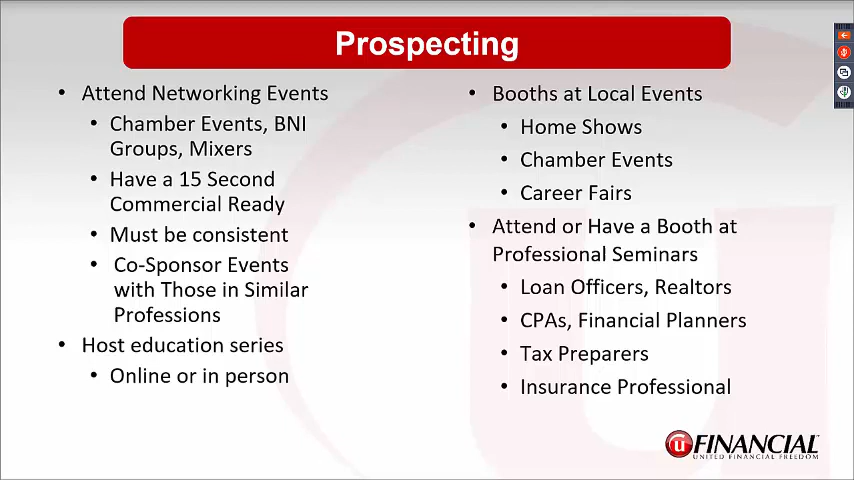 Prospecting
• Attend Networking Events
• Chamber Events, BNI
Groups, Mixers
• Have a 15 Second
Commercial Ready
• Must be consistent
• Co-Sponsor Events
with Those in Similar
Professions
• Host education series
• Online or in person
• Booths at Local Events
• Home Shows
• Chamber Events
• Career Fairs
• Attend or Have a Booth at
Professional Seminars
• Loan Officers, Realtors
• CPAs, Financial Planners
• Tax Preparers
• Insurance Professional
u FINANCIAL
UNITED FINANCIAL FREEDOM